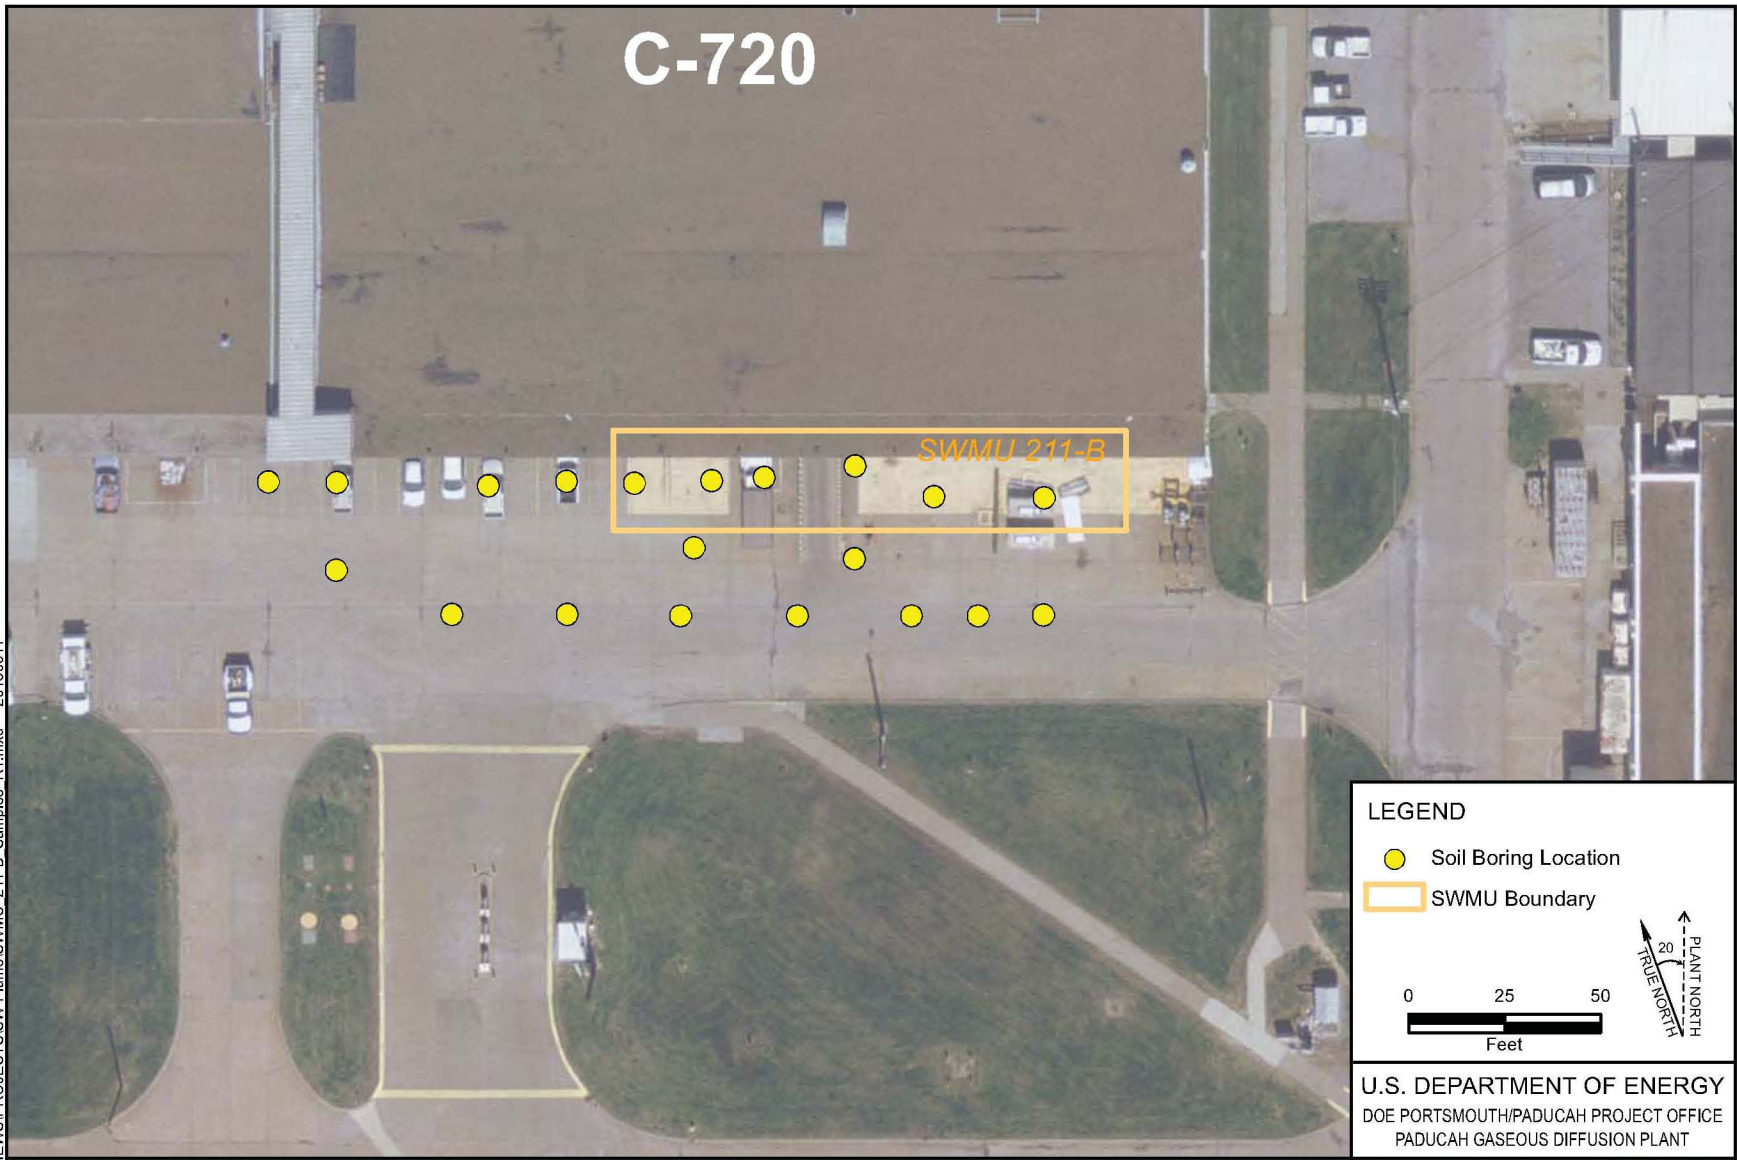 C-720
SWMU 211-B
LEGEND
Soil Boring Location
SWMU Boundary
20
TRUE NORTH
PLANT NORTH
0 25 50
Feet
U.S. DEPARTMENT OF ENERGY
DOE PORTSMOUTH/PADUCAH PROJECT OFFICE
PADUCAH GASEOUS DIFFUSION PLANT